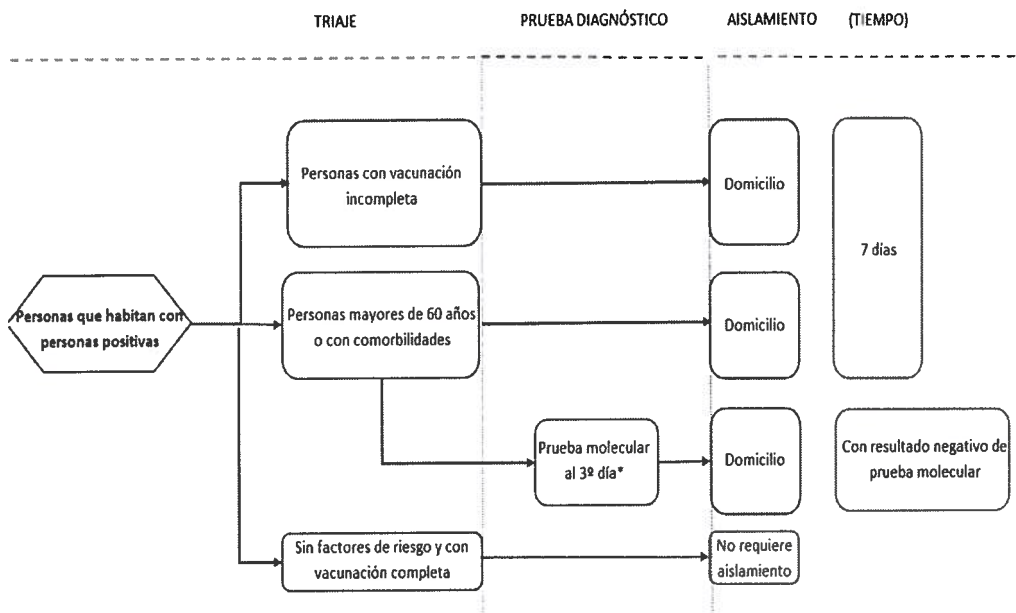 TRIAJE
PRUEBA DIAGNÓSTICO
AISLAMIENTO
(TIEMPO)
Personas con vacunación
incompleta
Domicilio
7 días
Personas que habitan con
personas positivas
Personas mayores de 60 años
o con comorbilidades
Domicilio
Prueba molecular
al 3º día*
Domicilio
Con resultado negativo de
prueba molecular
Sin factores de riesgo y con
vacunación completa
No requiere
aislamiento